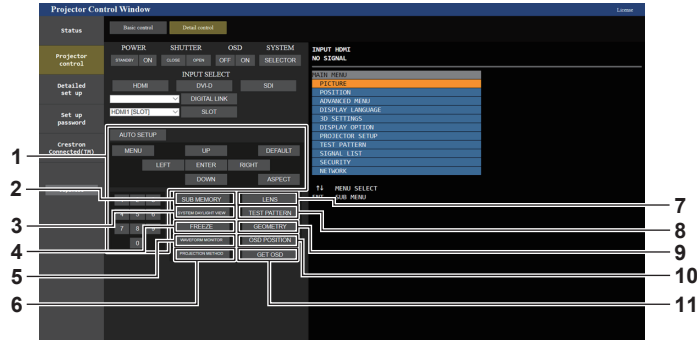 Projector Control Window
License
Status
Projector control
Detailed set up
Set up password
Crestron Connected(TM)
Basic control
Detail control
POWER SHUTTER OSD SYSTEM
STANDBY ON CLOSE OPEN OFF ON SELECTOR
INPUT SELECT
HDMI DVI-D SDI
DIGITAL LINK
HDMI1 [SLOT] SLOT
AUTO SETUP
MENU UP DEFAULT
LEFT ENTER RIGHT
DOWN ASPECT
SUB MEMORY LENS
4 5 6 SYSTEM DAYLIGHT VIEW TEST PATTERN
7 8 9 FREEZE GEOMETRY
0 WAVEFORM MONITOR OSD POSITION
PROJECTION METHOD GET OSD
INPUT HDMI
NO SIGNAL
MAIN MENU
PICTURE
POSITION
ADVANCED MENU
DISPLAY LANGUAGE
3D SETTINGS
DISPLAY OPTION
PROJECTOR SETUP
TEST PATTERN
SIGNAL LIST
SECURITY
NETWORK
↑↓ MENU SELECT
SUB MENU
1
2
3
4
5
6
7
8
9
10
11